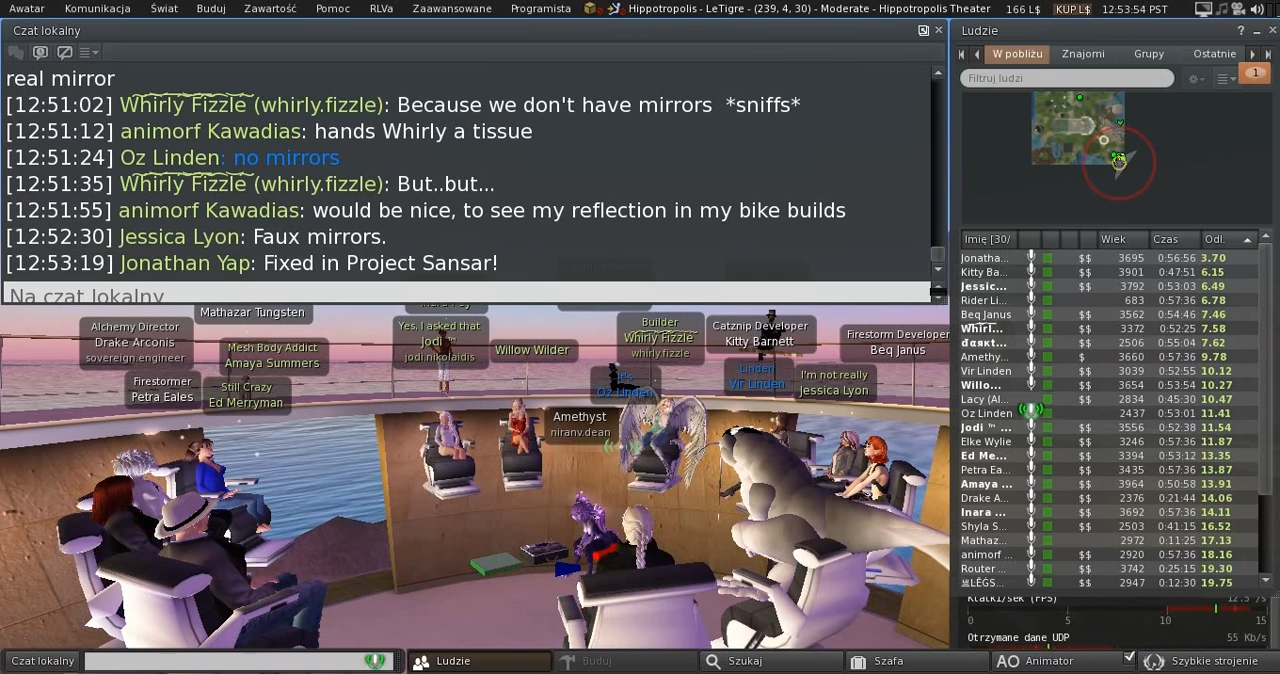 Awatar Komunikacja Świat Buduj Zawartość Pomoc RLVa Zaawansowane Programista Hippotropolis - LeTigre - (239, 4, 30) - Moderate - Hippotropolis Theater 166 L$ KUP L$ 12:53:54 PST
Czat lokalny
real mirror
[12:51:02] Whirly Fizzle (whirly.fizzle): Because we don't have mirrors *sniffs*
[12:51:12] animorf Kawadias: hands Whirly a tissue
[12:51:24] Oz Linden: no mirrors
[12:51:35] Whirly Fizzle (whirly.fizzle): But..but...
[12:51:55] animorf Kawadias: would be nice, to see my reflection in my bike builds
[12:52:30] Jessica Lyon: Faux mirrors.
[12:53:19] Jonathan Yap: Fixed in Project Sansar!
Na czat lokalny
Mathazar Tungsten
Alchemy Director
Drake Arconis
sovereign.engineer
Mesh Body Addict
Amaya Summers
Firestormer
Petra Eales
Still Crazy
Ed Merryman
Yes, I asked that
Jodi ™
jodi.nikolaidis
Willow Wilder
Builder
Whirly Fizzle
whirly.fizzle
Oz Linden
Catznip Developer
Kitty Barnett
Linden
Vir Linden
I'm not really
Jessica Lyon
Firestorm Developer
Beq Janus
Amethyst
niranv.dean
Ludzie
W pobliżu Znajomi Grupy Ostatnie
Filtruj ludzi
1
Imię [30/ Wiek Czas Odl.
Jonatha... $$ 3695 0:56:56 3.70
Kitty Ba... $$ 3901 0:47:51 6.15
Jessic... $$ 3792 0:53:03 6.49
Rider Li... 683 0:57:36 6.78
Beq Janus $$ 3562 0:54:46 7.46
Whirl... $$ 3372 0:52:25 7.58
$$ 2506 0:55:04 7.62
Amethy... $ 3660 0:57:36 9.78
Vir Linden $$ 3039 0:52:55 10.12
Willo... $$ 3654 0:53:54 10.27
Lacy (Al... $$ 2834 0:45:30 10.47
Oz Linden 2437 0:53:01 11.41
Jodi ™ ... $$ 3556 0:52:38 11.54
Elke Wylie $$ 3246 0:57:36 11.87
Ed Me... $$ 3394 0:53:12 13.35
Petra Ea... $$ 3435 0:57:36 13.87
Amaya ... $$ 3964 0:50:58 13.91
Drake A... $$ 2376 0:21:44 14.06
Inara ... $$ 3692 0:57:36 14.11
Shyla S... $$ 2503 0:41:15 16.52
Mathaz... 2972 0:11:25 17.13
animorf ... $$ 2920 0:57:36 18.16
Router ... $$ 3742 0:25:15 19.30
$$ 2947 0:12:30 19.75
Klatki/sek (FPS) 12.5 /s
0 5 10 15
Otrzymane dane UDP 55 Kb/s
Czat lokalny Ludzie Buduj Szukaj Szafa AO Animator Szybkie strojenie